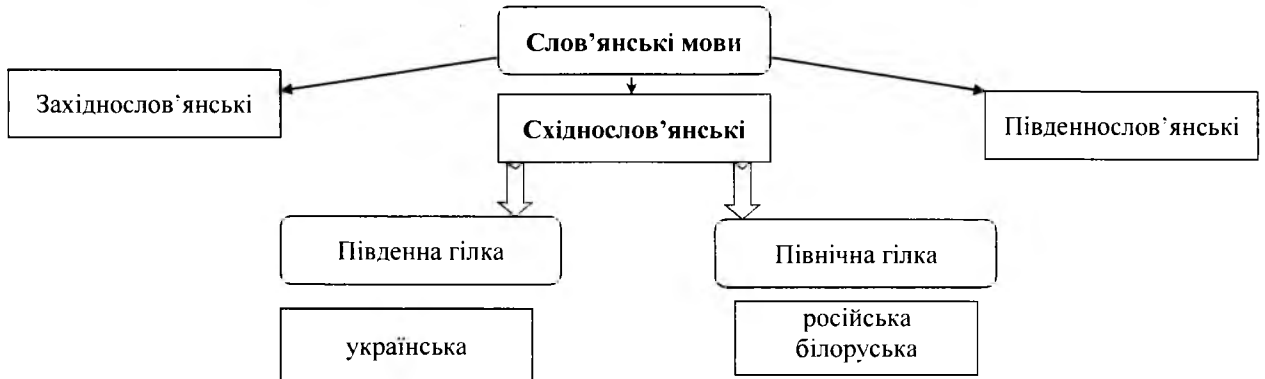 Слов’янські мови
Західнослов’янські
Східнослов’янські
Південнослов’янські
Південна гілка
Північна гілка
українська
російська
білоруська